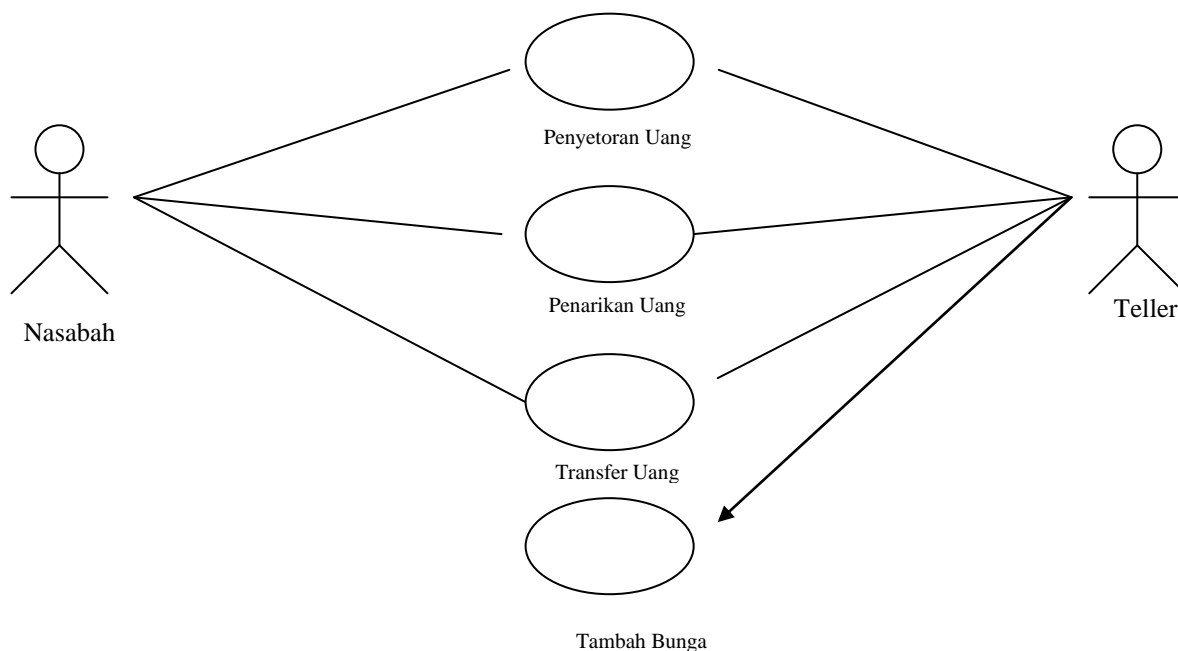 Penyetoran Uang
Penarikan Uang
Teller
Nasabah
Transfer Uang
Tambah Bunga